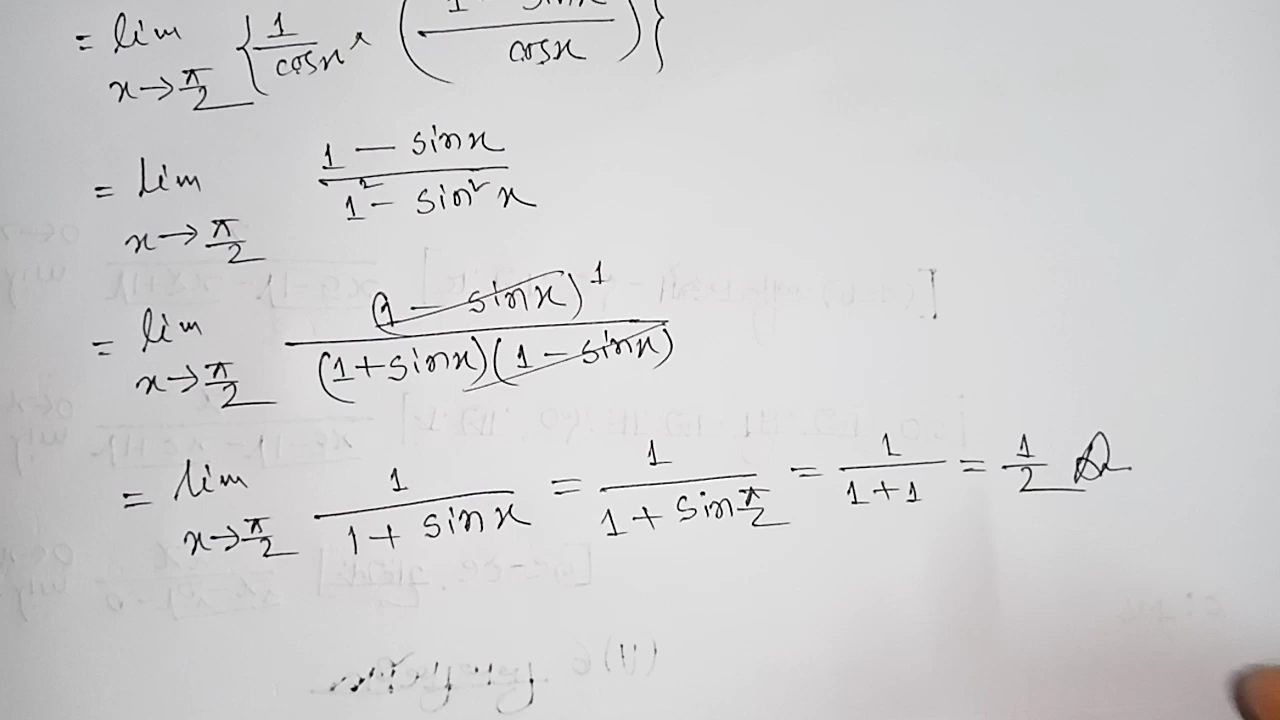 = lim x→π/2 {1/cosx × (1 - sinx/cosx)}
= lim x→π/2 1 - sinx / 1² - sin²x
= lim x→π/2 (1 - sinx) 1 / (1+sinx)(1 - sinx)
= lim x→π/2 1 / 1 + sinx = 1 / 1 + sin π/2 = 1 / 1+1 = 1/2